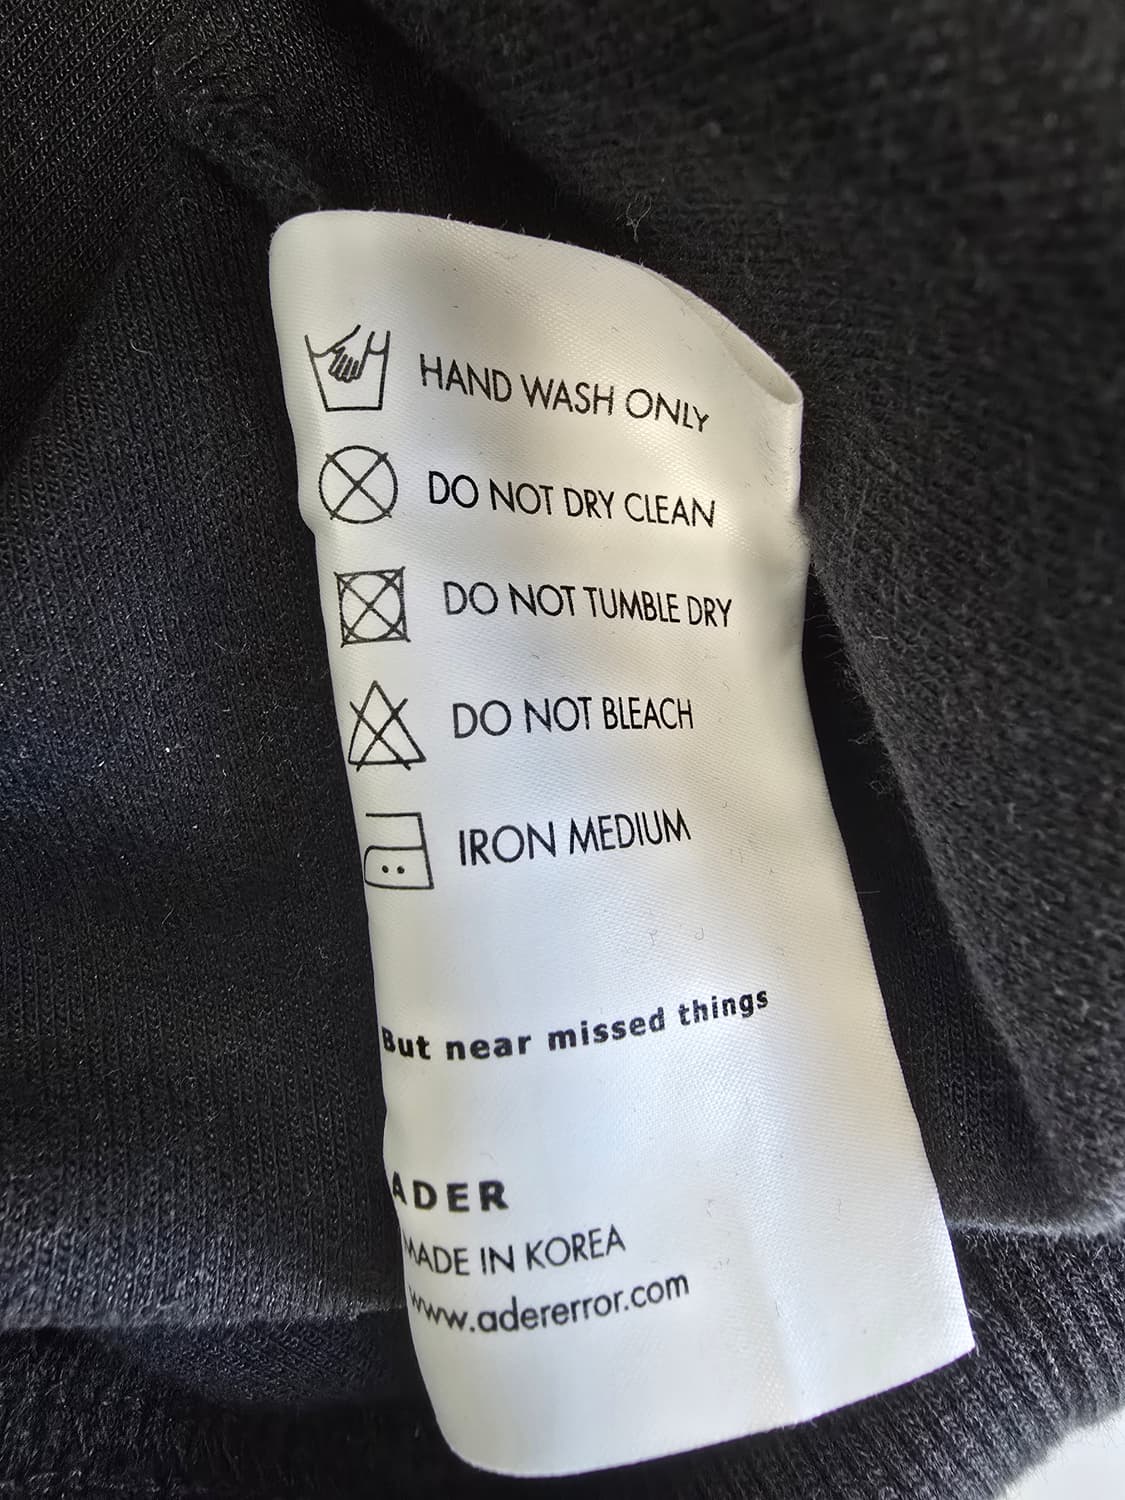 HAND WASH ONLY
DO NOT DRY CLEAN
DO NOT TUMBLE DRY
DO NOT BLEACH
IRON MEDIUM
But near missed things
ADER
MADE IN KOREA
www.adererror.com